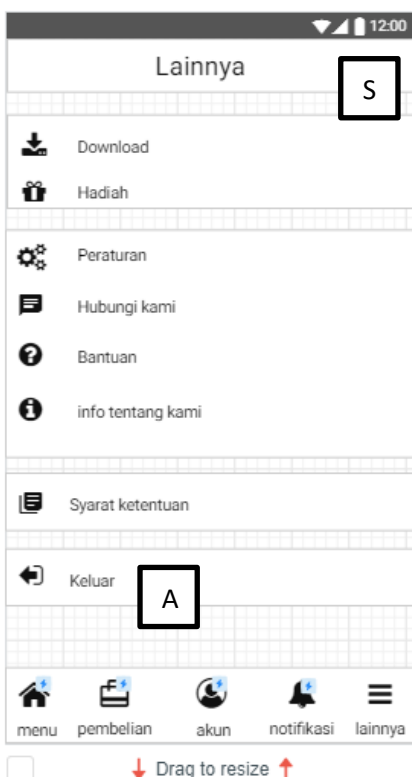 12:00
Lainnya
S
Download
Hadiah
Peraturan
Hubungi kami
Bantuan
info tentang kami
Syarat ketentuan
Keluar
A
menu pembelian akun notifikasi lainnya
Drag to resize